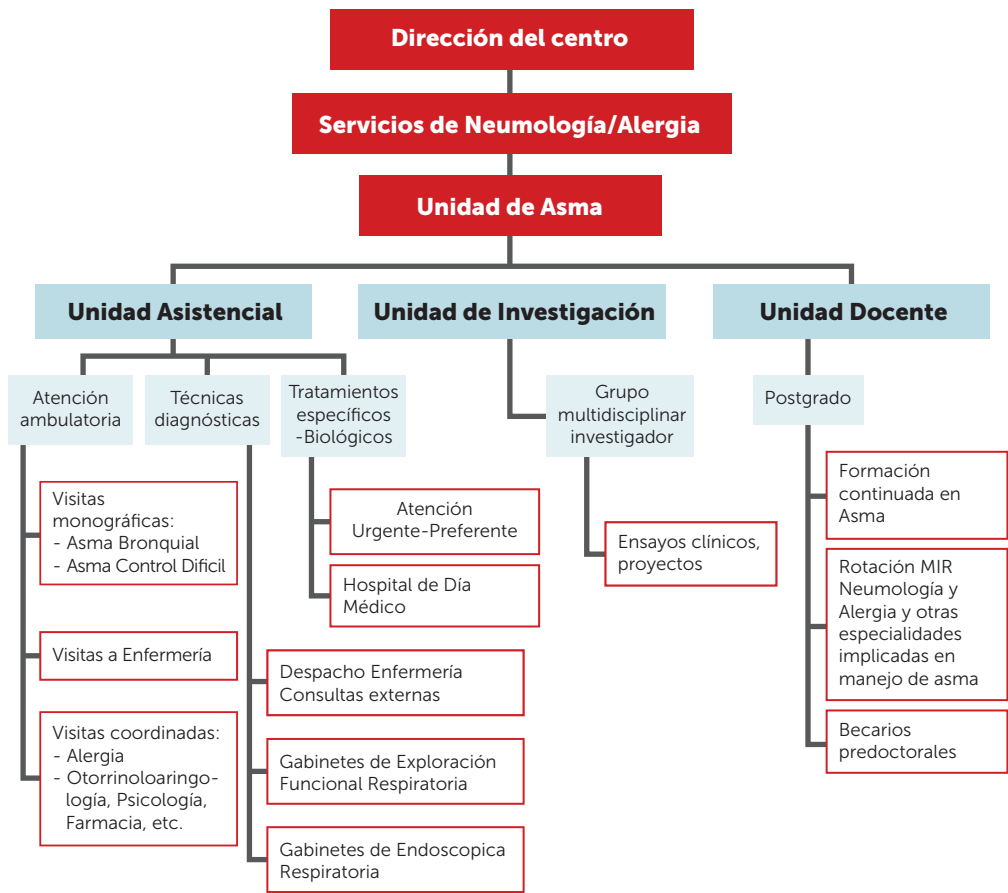 Dirección del centro
Servicios de Neumología/Alergia
Unidad de Asma
Unidad Asistencial
Unidad de Investigación
Unidad Docente
Atención
ambulatoria
Técnicas
diagnósticas
Tratamientos
específicos
-Biológicos
Grupo
multidisciplinar
investigador
Postgrado
Visitas
monográficas:
- Asma Bronquial
- Asma Control Dificil
Visitas a Enfermería
Visitas coordinadas:
- Alergia
- Otorrinoloaringo-
logía, Psicología,
Farmacia, etc.
Despacho Enfermería
Consultas externas
Gabinetes de Exploración
Funcional Respiratoria
Gabinetes de Endoscopica
Respiratoria
Atención
Urgente-Preferente
Hospital de Día
Médico
Ensayos clínicos,
proyectos
Formación
continuada en
Asma
Rotación MIR
Neumología y
Alergia y otras
especialidades
implicadas en
manejo de asma
Becarios
predoctorales